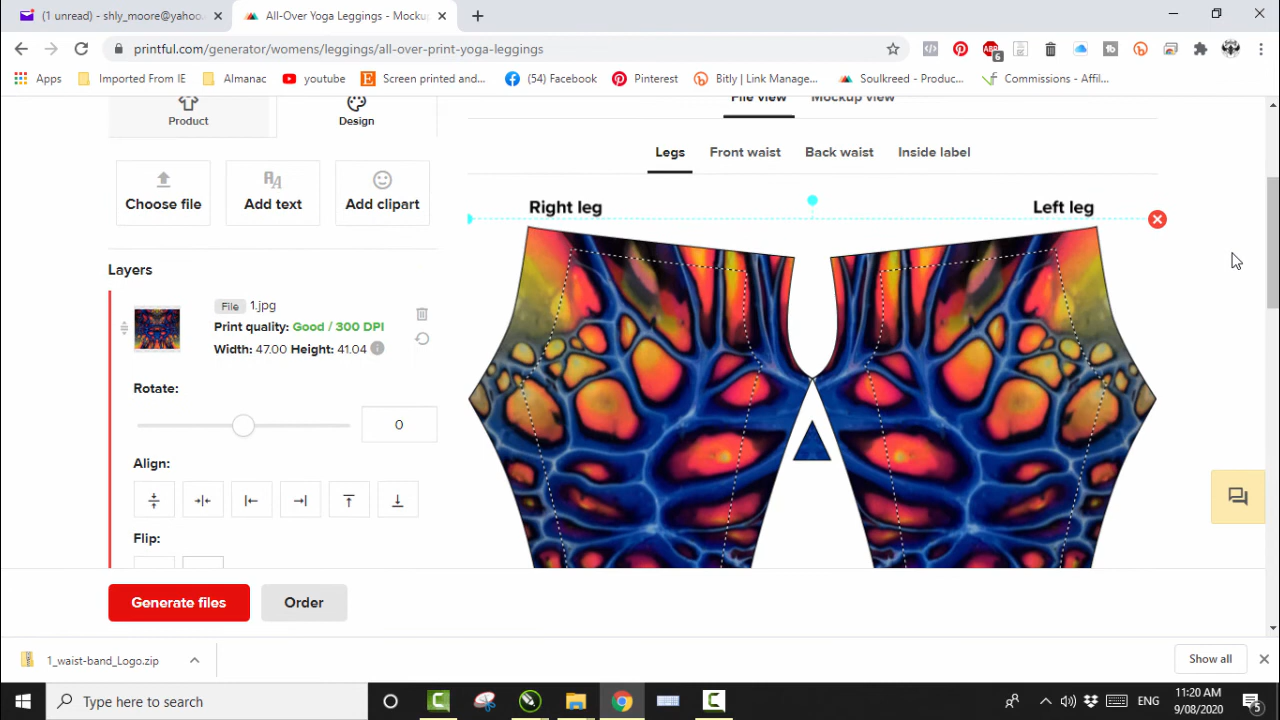 (1 unread) - shly_moore@yahoo.
All-Over Yoga Leggings - Mocku
printful.com/generator/womens/leggings/all-over-print-yoga-leggings
6
Apps
Imported From IE
Almanac
youtube
Screen printed and...
(54) Facebook
Pinterest
Bitly | Link Manage...
Soulkreed - Produc...
Commissions - Affil...
File view
Mockup view
Product
Design
Legs
Front waist
Back waist
Inside label
Choose file
Add text
Add clipart
Right leg
Left leg
Layers
File 1.jpg
Print quality: Good / 300 DPI
Width: 47.00 Height: 41.04
Rotate:
0
Align:
Flip:
Generate files
Order
1_waist-band_Logo.zip
Show all
Type here to search
ENG
11:20 AM
9/08/2020
5